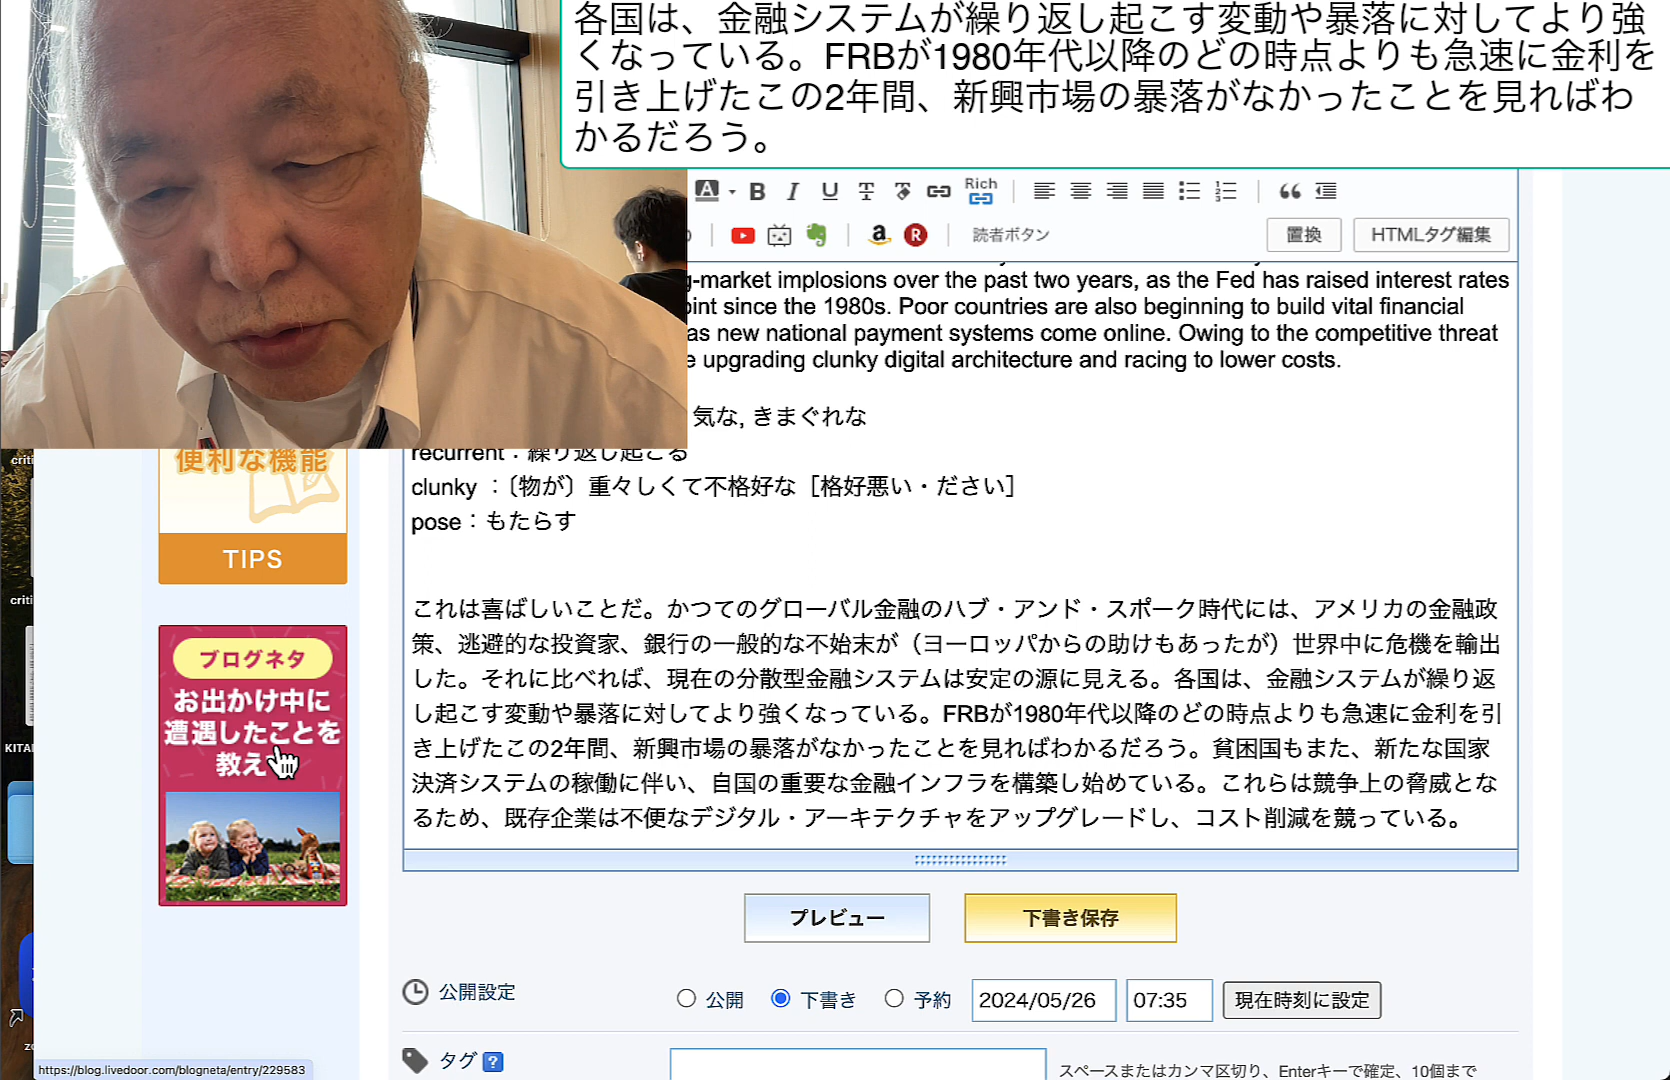 各国は、金融システムが繰り返し起こす変動や暴落に対してより強
くなっている。FRBが1980年代以降のどの時点よりも急速に金利を
引き上げたこの2年間、新興市場の暴落がなかったことを見ればわ
かるだろう。
A B I U T T Rich
読者ボタン
置換
HTMLタグ編集
-market implosions over the past two years, as the Fed has raised interest rates
int since the 1980s. Poor countries are also beginning to build vital financial
as new national payment systems come online. Owing to the competitive threat
e upgrading clunky digital architecture and racing to lower costs.
気な, きまぐれな
recurrent：繰り返し起こる
clunky ：〔物が〕重々しくて不格好な［格好悪い・ださい］
pose：もたらす
これは喜ばしいことだ。かつてのグローバル金融のハブ・アンド・スポーク時代には、アメリカの金融政
策、逃避的な投資家、銀行の一般的な不始末が（ヨーロッパからの助けもあったが）世界中に危機を輸出
した。それに比べれば、現在の分散型金融システムは安定の源に見える。各国は、金融システムが繰り返
し起こす変動や暴落に対してより強くなっている。FRBが1980年代以降のどの時点よりも急速に金利を引
き上げたこの2年間、新興市場の暴落がなかったことを見ればわかるだろう。貧困国もまた、新たな国家
決済システムの稼働に伴い、自国の重要な金融インフラを構築し始めている。これらは競争上の脅威とな
るため、既存企業は不便なデジタル・アーキテクチャをアップグレードし、コスト削減を競っている。
便利な機能
TIPS
ブログネタ
お出かけ中に
遭遇したことを
教え
criti
criti
KITA
プレビュー
下書き保存
公開設定
公開
下書き
予約
2024/05/26
07:35
現在時刻に設定
タグ ?
スペースまたはカンマ区切り、Enterキーで確定、10個まで
https://blog.livedoor.com/blogneta/entry/229583